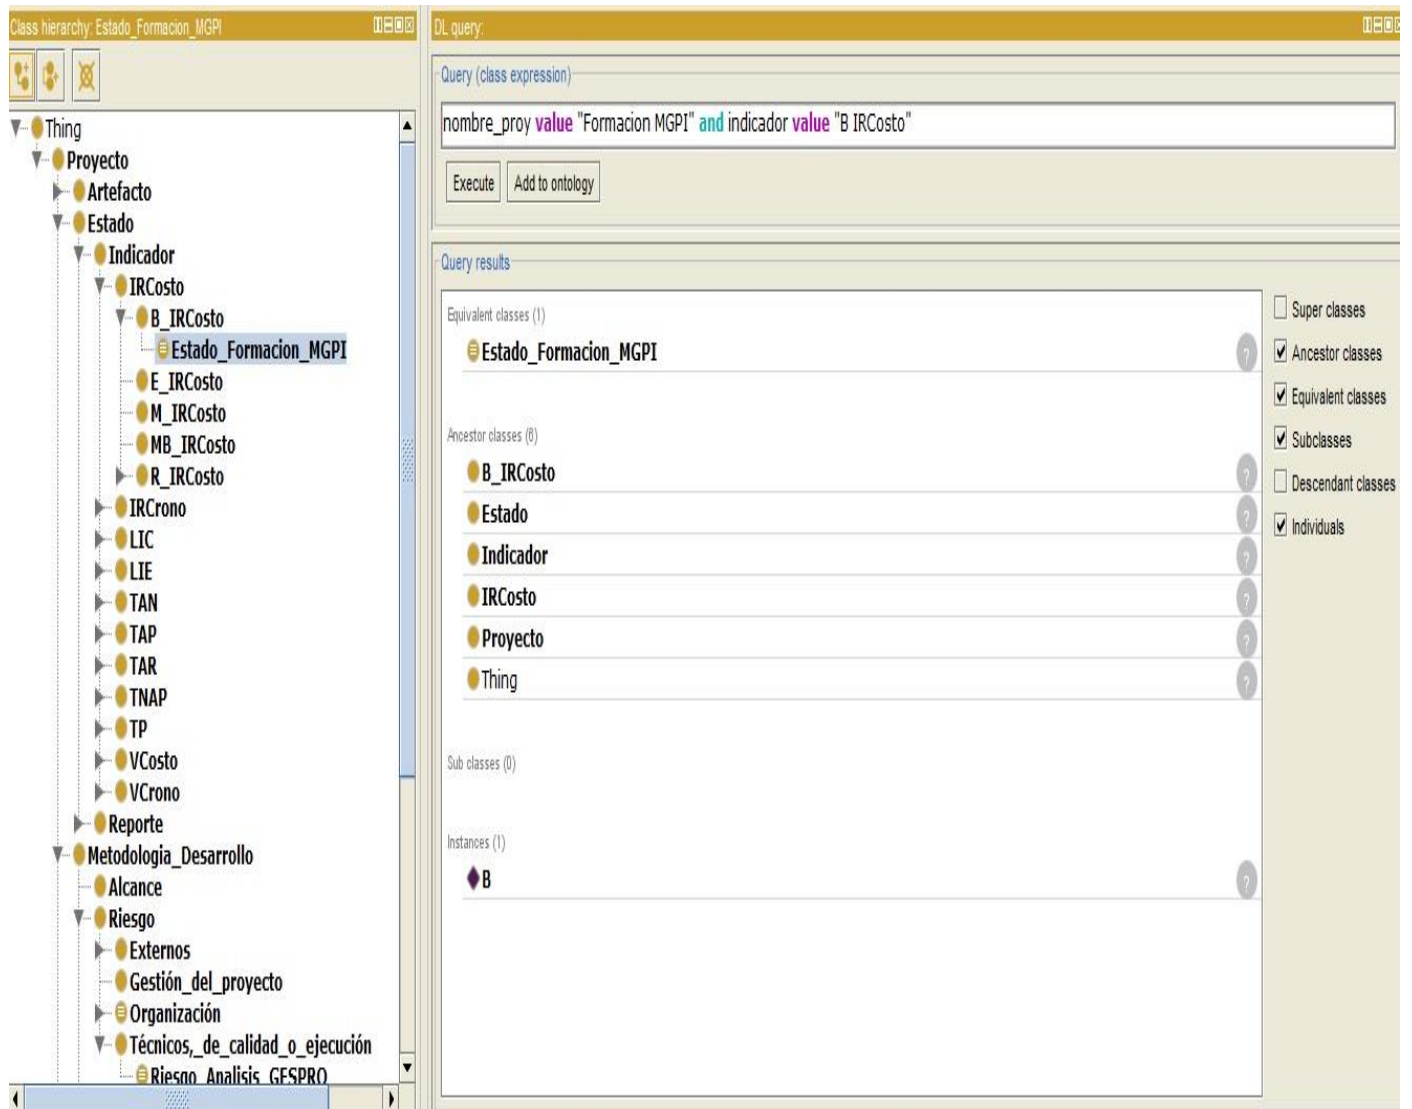 Class hierarchy: Estado_Formacion_MGPI
Thing
Proyecto
Artefacto
Estado
Indicador
IRCosto
B_IRCosto
Estado_Formacion_MGPI
E_IRCosto
M_IRCosto
MB_IRCosto
R_IRCosto
IRCrono
LIC
LIE
TAN
TAP
TAR
TNAP
TP
VCosto
VCrono
Reporte
Metodologia_Desarrollo
Alcance
Riesgo
Externos
Gestión_del_proyecto
Organización
Técnicos,_de_calidad_o_ejecución
Riesgo_Analisis_GESPRO
DL query:
Query (class expression)
nombre_proy value "Formacion MGPI" and indicador value "B IRCosto"
Execute Add to ontology
Query results
Equivalent classes (1)
Estado_Formacion_MGPI ?
Ancestor classes (6)
B_IRCosto ?
Estado ?
Indicador ?
IRCosto ?
Proyecto ?
Thing ?
Sub classes (0)
Instances (1)
B ?
Super classes
Ancestor classes
Equivalent classes
Subclasses
Descendant classes
Individuals